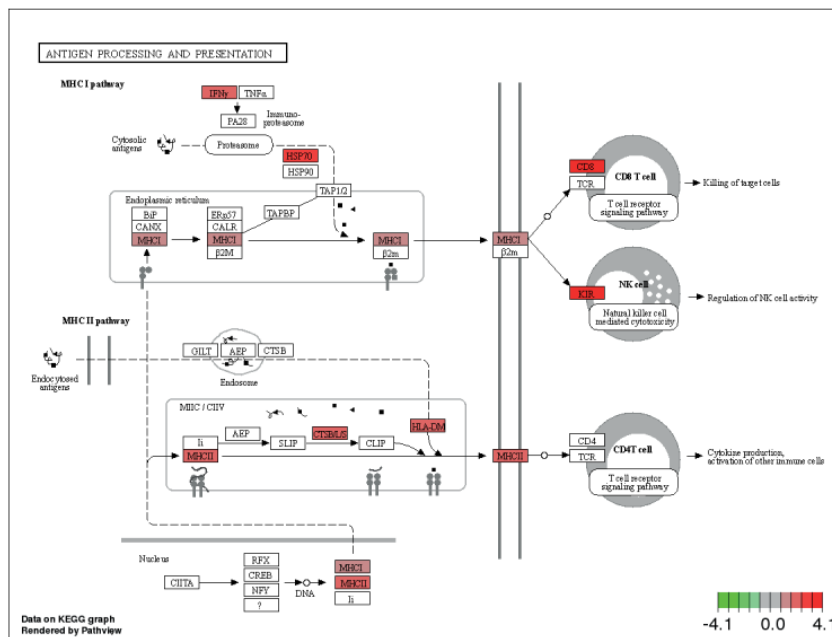 ANTIGEN PROCESSING AND PRESENTATION
MHC I pathway
IFNγ
TNFα
PA28
Immuno-
proteasome
Cytosolic
antigens
Proteasome
HSP70
HSP90
TAP1/2
Endoplasmic reticulum
TAPBP
BiP
CANX
MHCI
ERp57
CALR
MHCI
β2M
MHCI
β2m
MHCI
β2m
CD8
TCR
CD8 T cell
T cell receptor
signaling pathway
Killing of target cells
KIR
NK cell
Natural killer cell
mediated cytotoxicity
Regulation of NK cell activity
MHC II pathway
Endocytosed
antigens
GILT
AEP
CTSB
Endosome
MIIC / CIIV
Ii
MHCII
AEP
SLIP
CTSB/L/S
CLIP
HLA-DM
MHCII
CD4
TCR
CD4 T cell
T cell receptor
signaling pathway
Cytokine production,
activation of other immune cells
Nucleus
CIITA
RFX
CREB
NFY
?
DNA
MHCI
MHCII
Ii
Data on KEGG graph
Rendered by Pathview
-4.1 0.0 4.1